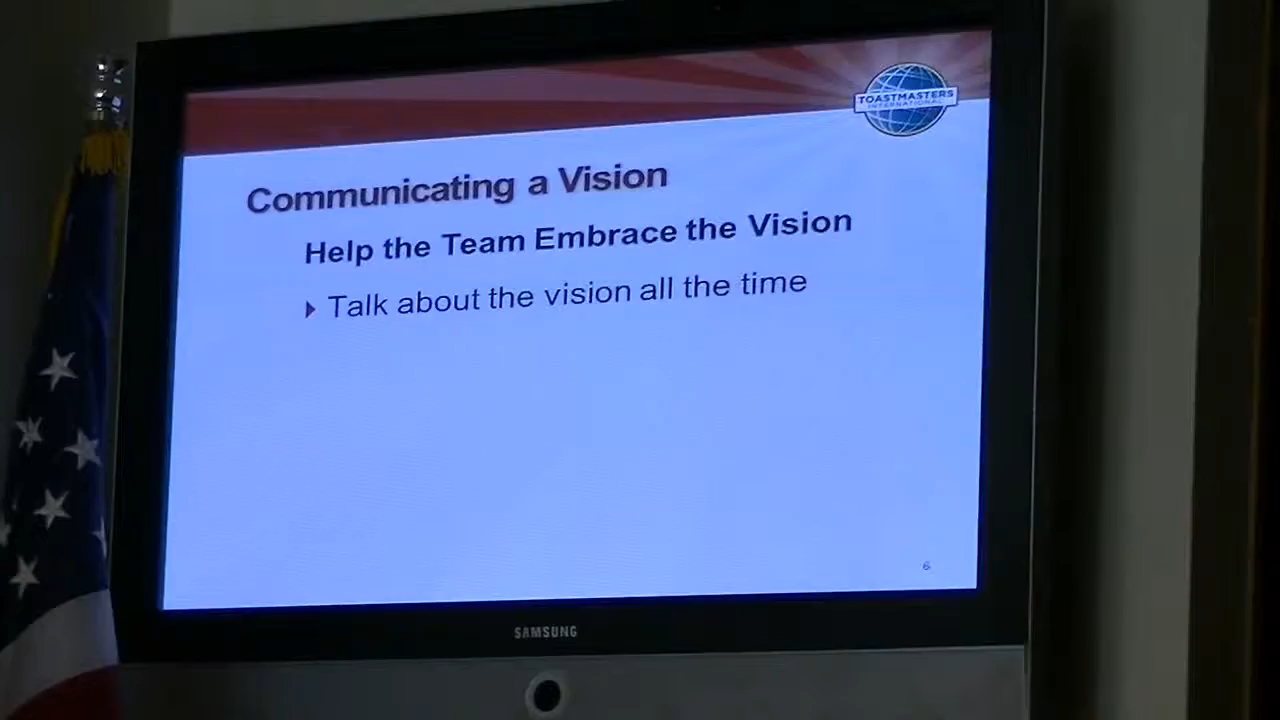 TOASTMASTERS
INTERNATIONAL
Communicating a Vision
Help the Team Embrace the Vision
Talk about the vision all the time
6
SAMSUNG